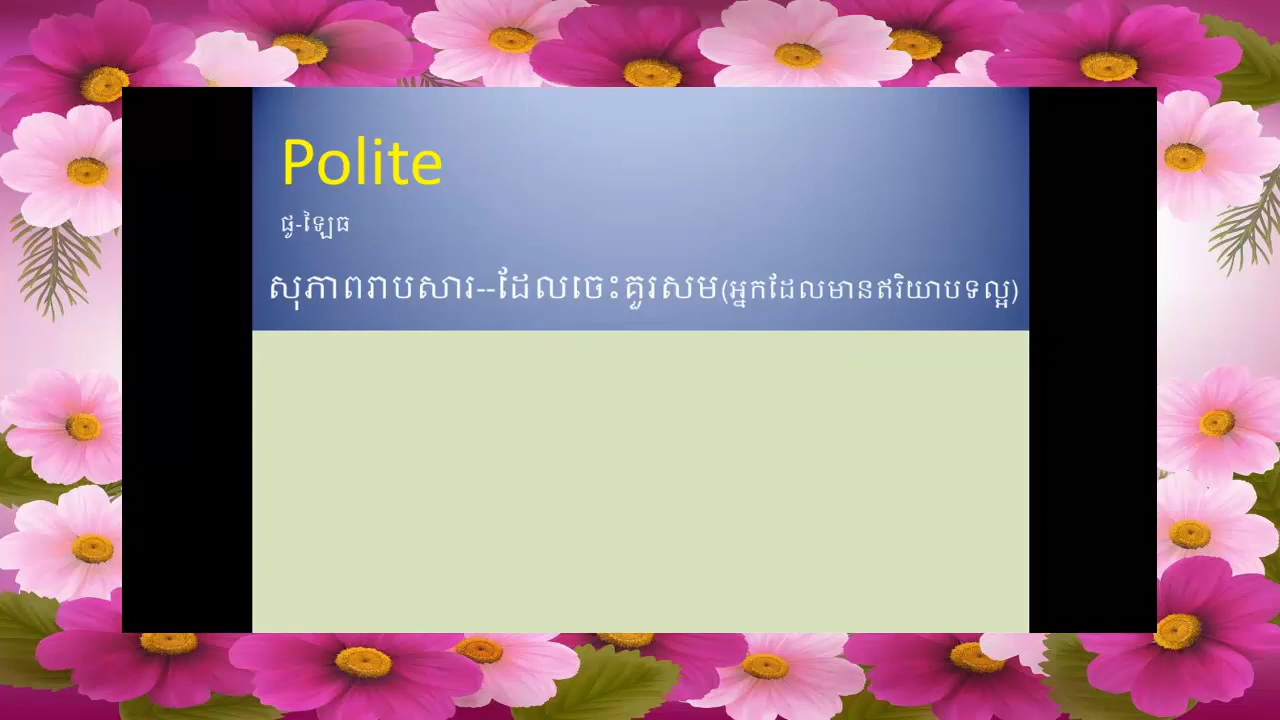 Polite
ផូ-ឡៃធ
សុភាពរាបសារ--ដែលចេះគួរសម(អ្នកដែលមានឥរិយាបទល្អ)